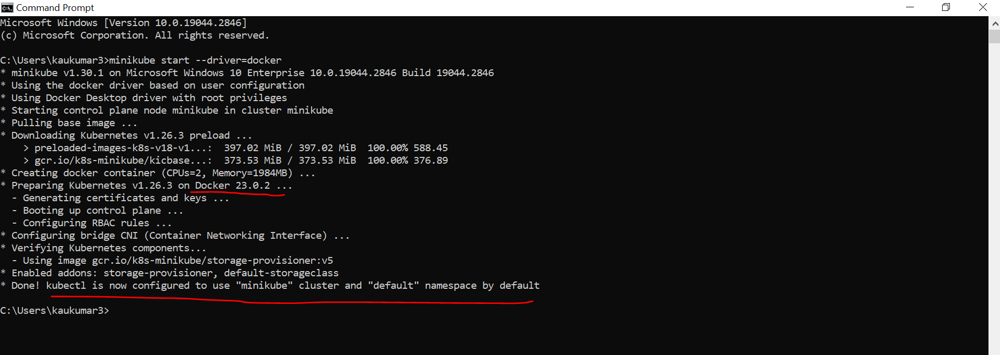 Command Prompt
Microsoft Windows [Version 10.0.19044.2846]
(c) Microsoft Corporation. All rights reserved.
C:\Users\kaukumar3>minikube start --driver=docker
* minikube v1.30.1 on Microsoft Windows 10 Enterprise 10.0.19044.2846 Build 19044.2846
* Using the docker driver based on user configuration
* Using Docker Desktop driver with root privileges
* Starting control plane node minikube in cluster minikube
* Pulling base image ...
* Downloading Kubernetes v1.26.3 preload ...
    > preloaded-images-k8s-v18-v1...:  397.02 MiB / 397.02 MiB  100.00% 588.45
    > gcr.io/k8s-minikube/kicbase...:  373.53 MiB / 373.53 MiB  100.00% 376.89
* Creating docker container (CPUs=2, Memory=1984MB) ...
* Preparing Kubernetes v1.26.3 on Docker 23.0.2 ...
  - Generating certificates and keys ...
  - Booting up control plane ...
  - Configuring RBAC rules ...
* Configuring bridge CNI (Container Networking Interface) ...
* Verifying Kubernetes components...
  - Using image gcr.io/k8s-minikube/storage-provisioner:v5
* Enabled addons: storage-provisioner, default-storageclass
* Done! kubectl is now configured to use "minikube" cluster and "default" namespace by default
C:\Users\kaukumar3>